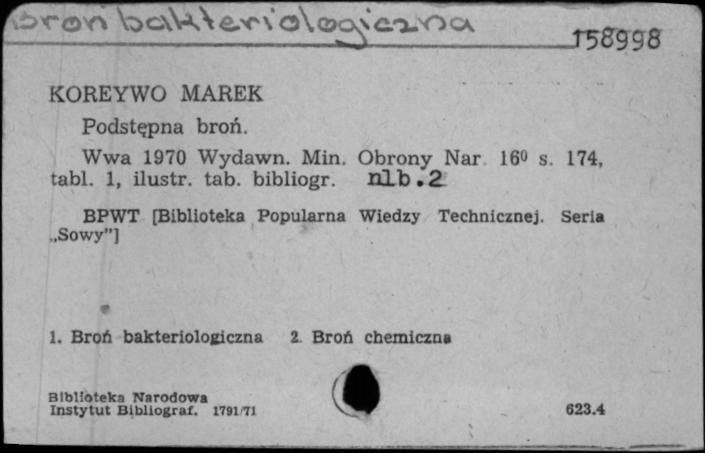 Broń bakteriologiczna
158998
KOREYWO MAREK
Podstępna broń.
Wwa 1970 Wydawn. Min. Obrony Nar. 16⁰ s. 174,
tabl. 1, ilustr. tab. bibliogr. nlb.2
BPWT [Biblioteka Popularna Wiedzy Technicznej. Seria
„Sowy”]
1. Broń bakteriologiczna 2. Broń chemiczna
Biblioteka Narodowa
Instytut Bibliograf. 1791/71
623.4